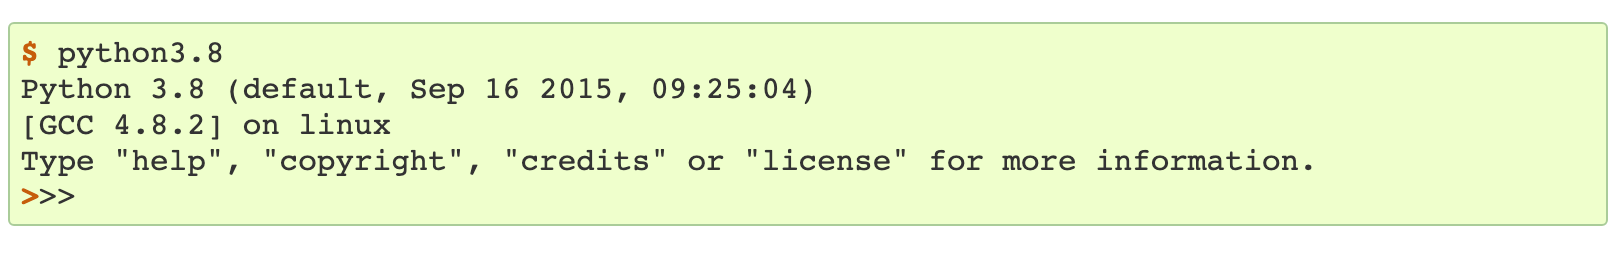 $ python3.8
Python 3.8 (default, Sep 16 2015, 09:25:04)
[GCC 4.8.2] on linux
Type "help", "copyright", "credits" or "license" for more information.
>>>